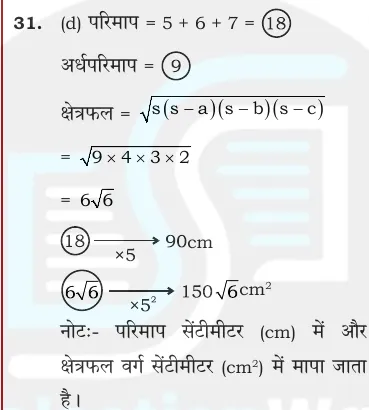 31. (d) परिमाप = 5 + 6 + 7 = 18
अर्धपरिमाप = 9
क्षेत्रफल = √s(s – a)(s – b)(s – c)
= √9 × 4 × 3 × 2
= 6√6
18 ⟶ 90cm
×5
6√6 ⟶ 150√6cm²
×5²
नोट:- परिमाप सेंटीमीटर (cm) में और
क्षेत्रफल वर्ग सेंटीमीटर (cm²) में मापा जाता
है।